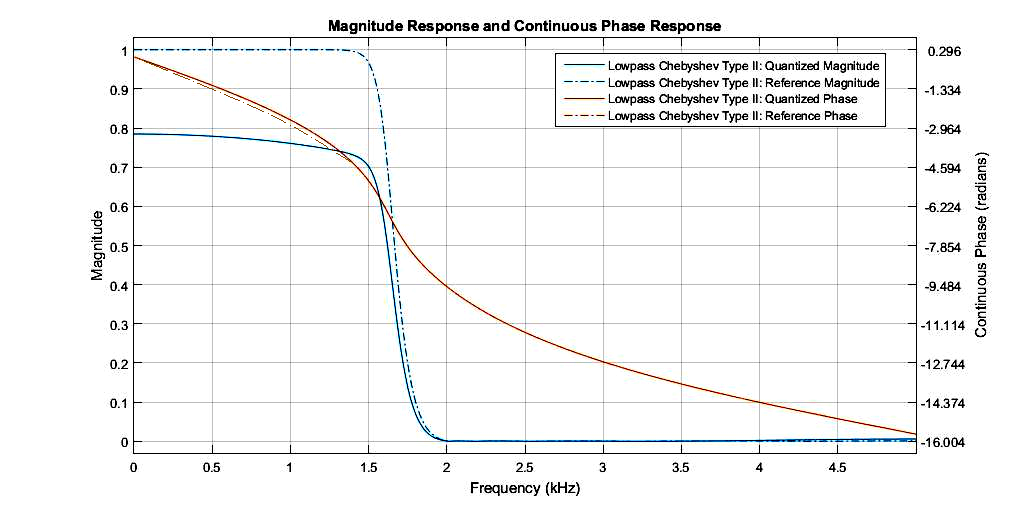 Magnitude Response and Continuous Phase Response
Lowpass Chebyshev Type II: Quantized Magnitude
Lowpass Chebyshev Type II: Reference Magnitude
Lowpass Chebyshev Type II: Quantized Phase
Lowpass Chebyshev Type II: Reference Phase
1
0.9
0.8
0.7
0.6
0.5
0.4
0.3
0.2
0.1
0
Magnitude
0.296
-1.334
-2.964
-4.594
-6.224
-7.854
-9.484
-11.114
-12.744
-14.374
-16.004
Continuous Phase (radians)
0 0.5 1 1.5 2 2.5 3 3.5 4 4.5
Frequency (kHz)